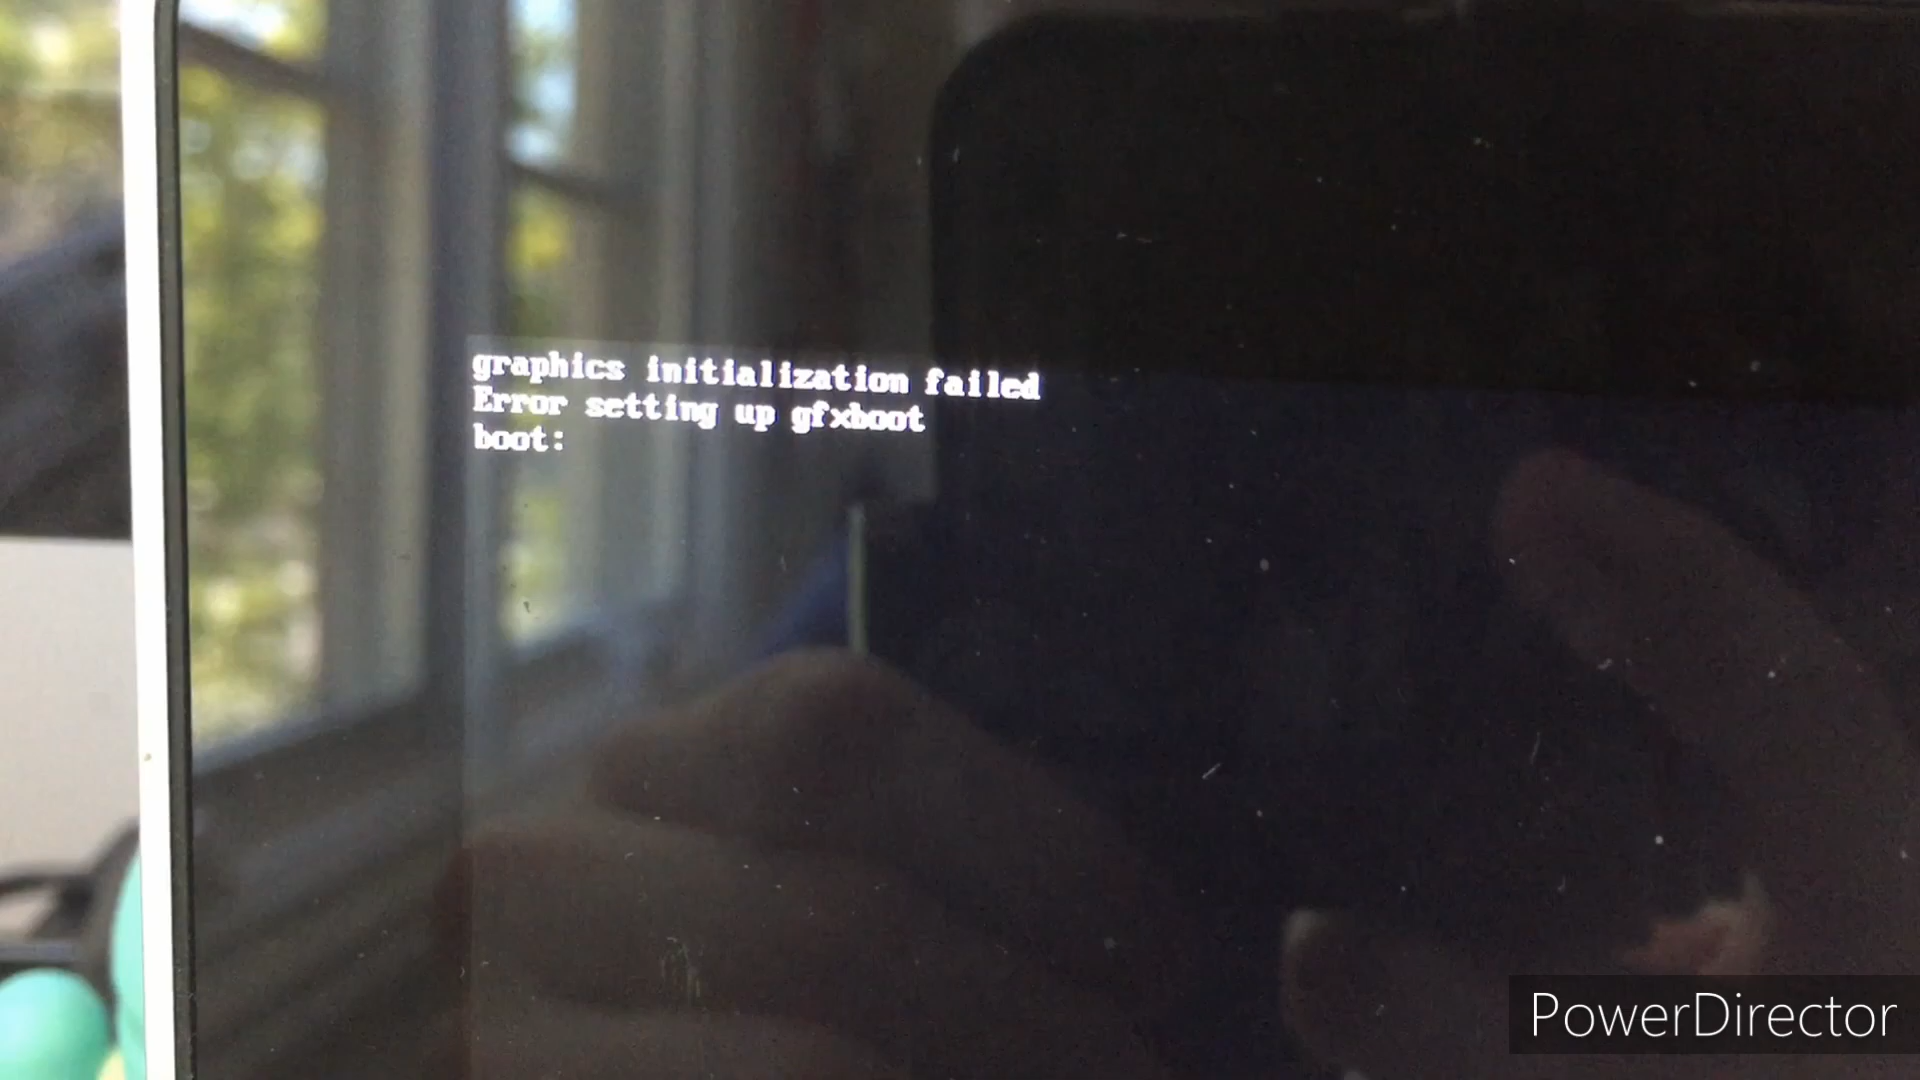 graphics initialization failed
Error setting up gfxboot
boot:
PowerDirector